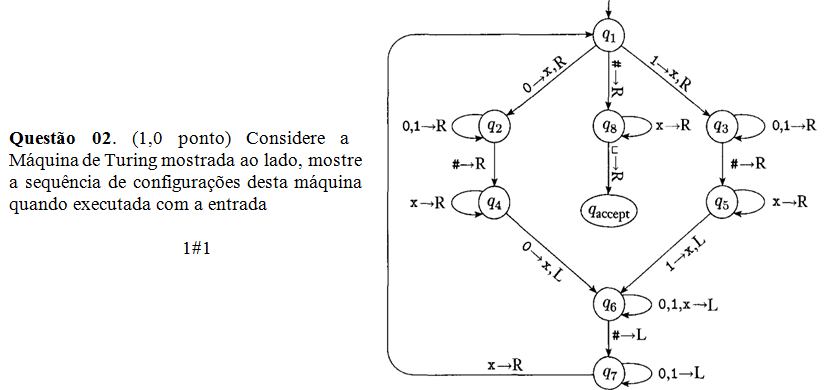 Questão 02. (1,0 ponto) Considere a
Máquina de Turing mostrada ao lado, mostre
a sequência de configurações desta máquina
quando executada com a entrada
1#1
q1
0→x,R
#→R
1→x,R
0,1→R
q2
q8
x→R
q3
0,1→R
#→R
⊔→R
#→R
x→R
q4
qaccept
q5
x→R
0→x,L
1→x,L
q6
0,1,x→L
#→L
x→R
q7
0,1→L